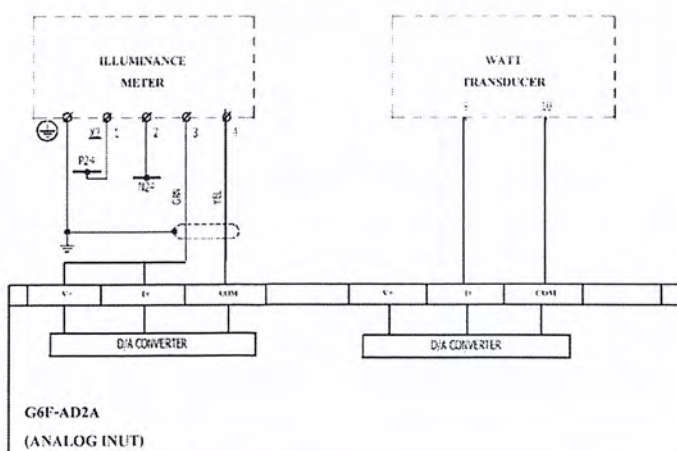 ILLUMINANCE
METER
WATT
TRANSDUCER
9 10
X? 1 2 3 4
P24
N24
GRN
YEL
V+ I+ COM V+ I+ COM
D/A CONVERTER D/A CONVERTER
G6F-AD2A
(ANALOG INUT)